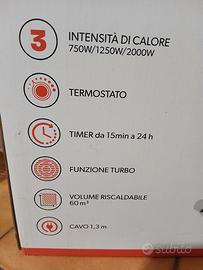 3
INTENSITÀ DI CALORE
750W/1250W/2000W
TERMOSTATO
TIMER da 15min a 24 h
FUNZIONE TURBO
VOLUME RISCALDABILE
60 m³
CAVO 1,3 m
subito